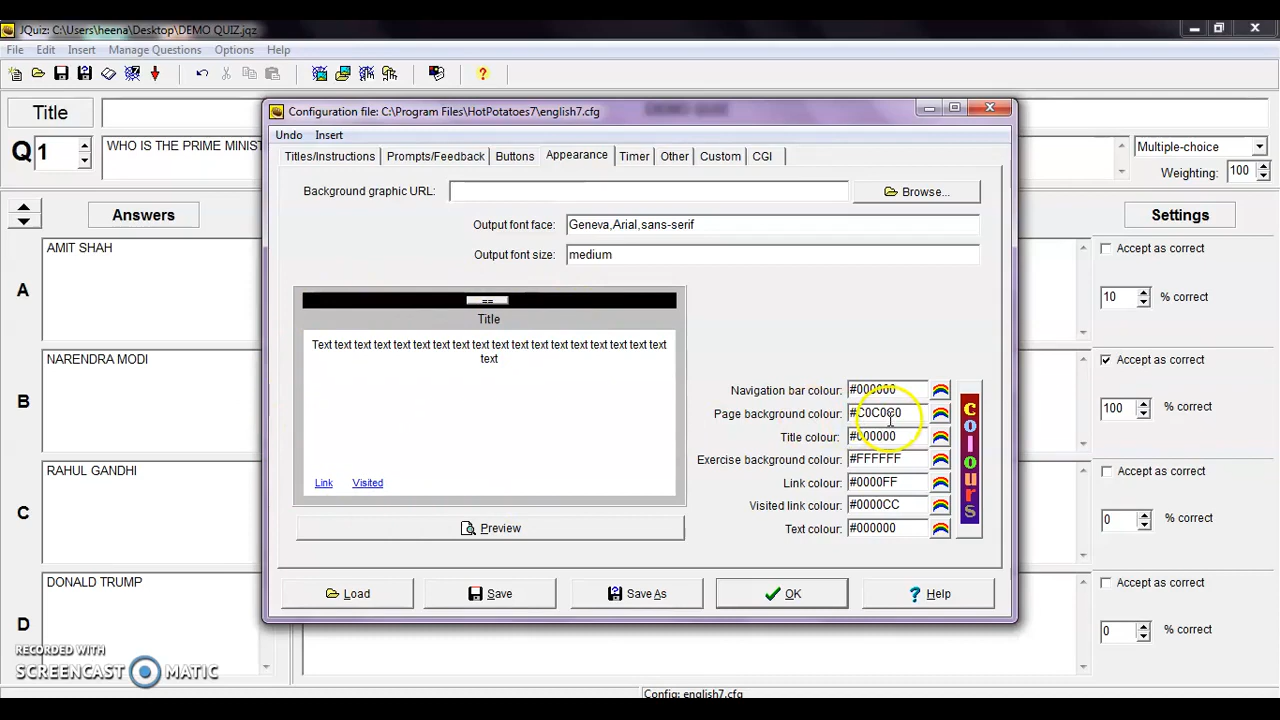 JQuiz: C:\Users\heena\Desktop\DEMO QUIZ.jqz
File Edit Insert Manage Questions Options Help
Title
Q 1
WHO IS THE PRIME MINIST
Multiple-choice
Weighting: 100
Answers
Settings
A
AMIT SHAH
Accept as correct
10 % correct
B
NARENDRA MODI
Accept as correct
100 % correct
C
RAHUL GANDHI
Accept as correct
0 % correct
D
DONALD TRUMP
Accept as correct
0 % correct
Configuration file: C:\Program Files\HotPotatoes7\english7.cfg
Undo Insert
Titles/Instructions Prompts/Feedback Buttons Appearance Timer Other Custom CGI
Background graphic URL: Browse...
Output font face: Geneva,Arial,sans-serif
Output font size: medium
==
Title
Text text text text text text text text text text text text text text text text text text
text
Link Visited
Preview
Navigation bar colour: #000000
Page background colour: #C0C0C0
Title colour: #000000
Exercise background colour: #FFFFFF
Link colour: #0000FF
Visited link colour: #0000CC
Text colour: #000000
Colours
Load Save Save As OK Help
RECORDED WITH
SCREENCAST MATIC
Config: english7.cfg